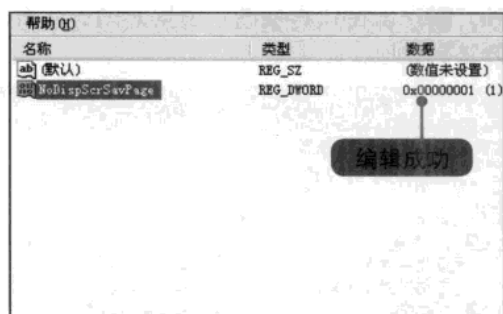 帮助(H)
名称 类型 数据
(默认) REG_SZ (数值未设置)
NoDispScrSavPage REG_DWORD 0x00000001 (1)
编辑成功